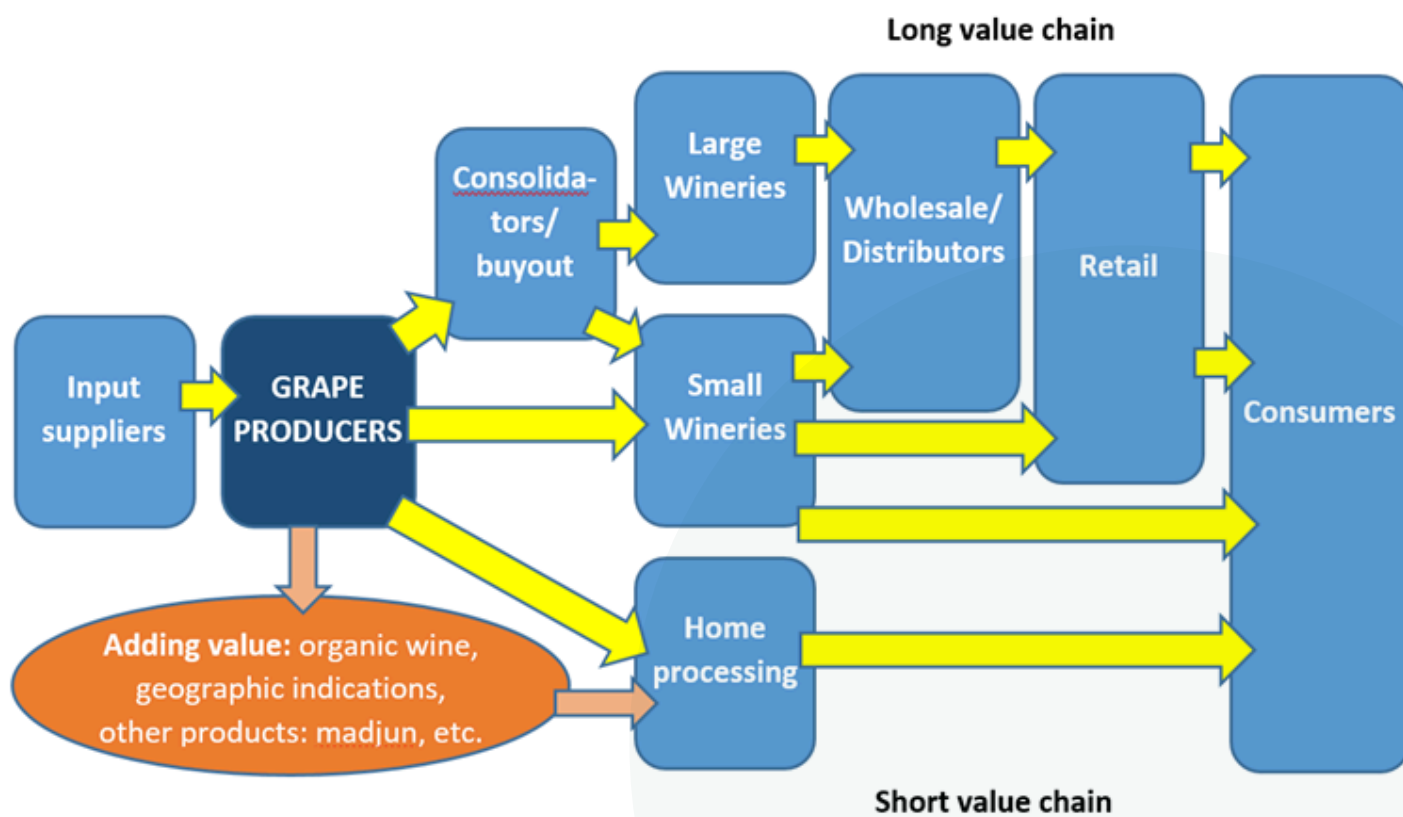 Long value chain
Large
Wineries
Consolida-
tors/
buyout
Wholesale/
Distributors
Retail
Input
suppliers
GRAPE
PRODUCERS
Small
Wineries
Consumers
Adding value: organic wine,
geographic indications,
other products: madjun, etc.
Home
processing
Short value chain